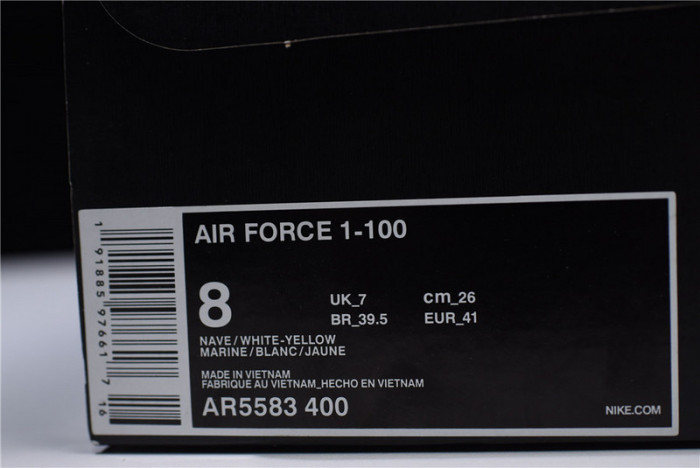 AIR FORCE 1-100
8
UK_7 cm_26
BR_39.5 EUR_41
NAVE/WHITE-YELLOW
MARINE/BLANC/JAUNE
MADE IN VIETNAM
FABRIQUE AU VIETNAM_HECHO EN VIETNAM
AR5583 400
NIKE.COM
1 91885 97661 7 16